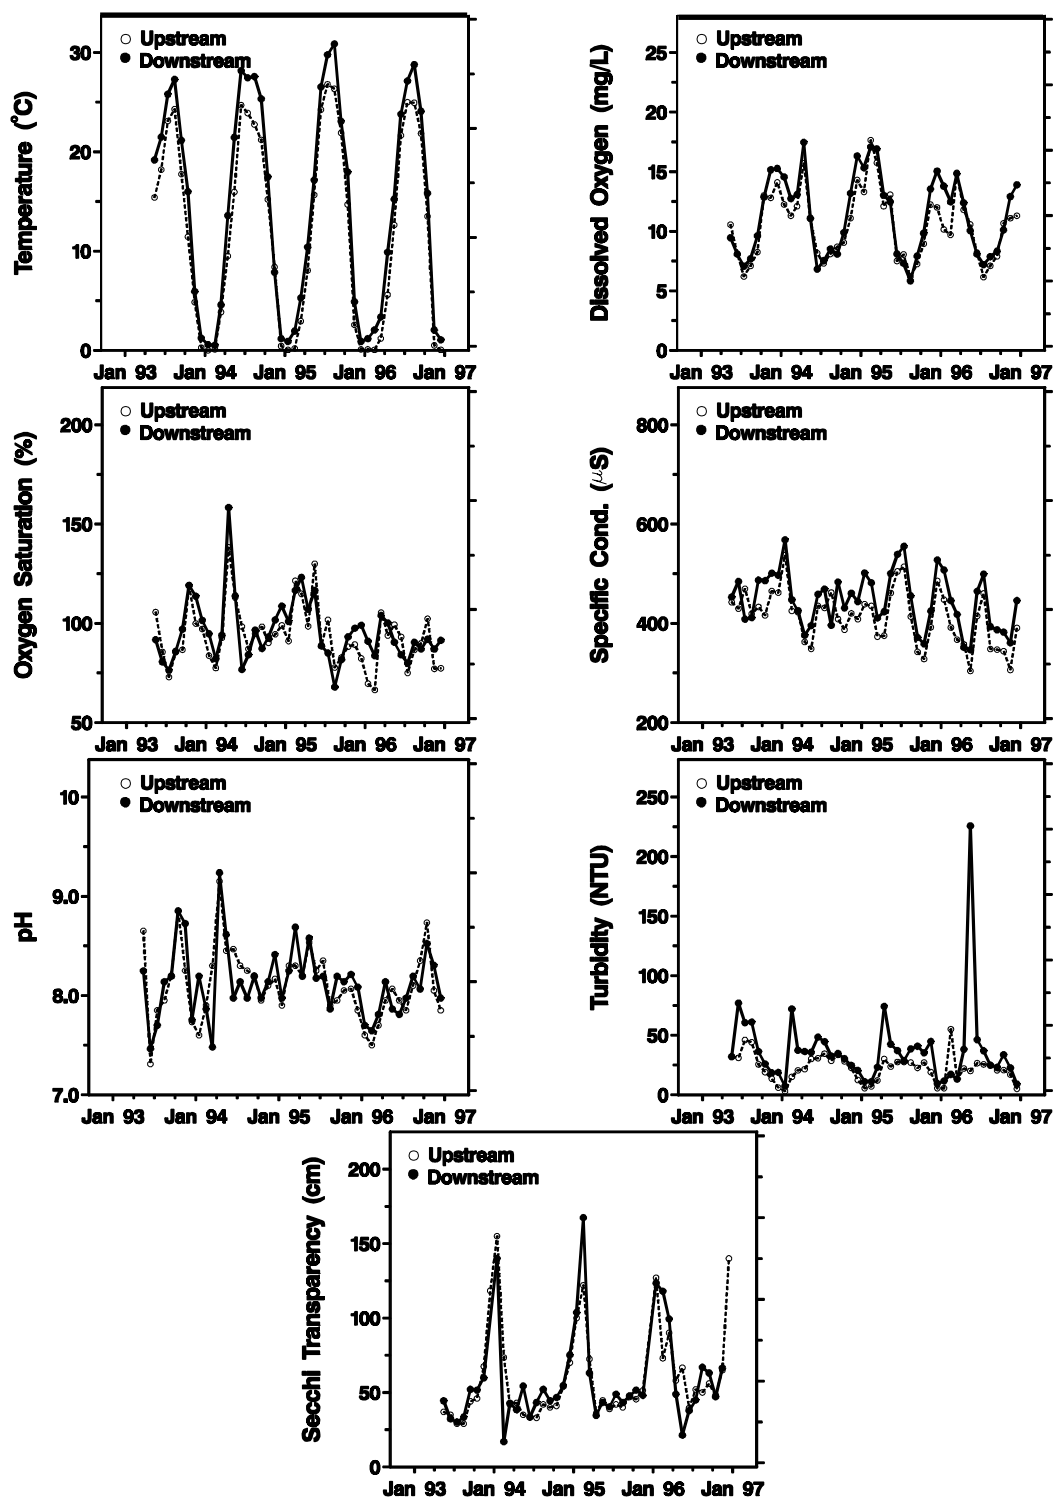 Temperature (°C)
Upstream
Downstream
30
20
10
0
Jan 93 Jan 94 Jan 95 Jan 96 Jan 97
Dissolved Oxygen (mg/L)
Upstream
Downstream
25
20
15
10
5
0
Jan 93 Jan 94 Jan 95 Jan 96 Jan 97
Oxygen Saturation (%)
Upstream
Downstream
200
150
100
50
Jan 93 Jan 94 Jan 95 Jan 96 Jan 97
Specific Cond. (μS)
Upstream
Downstream
800
600
400
200
Jan 93 Jan 94 Jan 95 Jan 96 Jan 97
pH
Upstream
Downstream
10
9.0
8.0
7.0
Jan 93 Jan 94 Jan 95 Jan 96 Jan 97
Turbidity (NTU)
Upstream
Downstream
250
200
150
100
50
0
Jan 93 Jan 94 Jan 95 Jan 96 Jan 97
Secchi Transparency (cm)
Upstream
Downstream
200
150
100
50
0
Jan 93 Jan 94 Jan 95 Jan 96 Jan 97